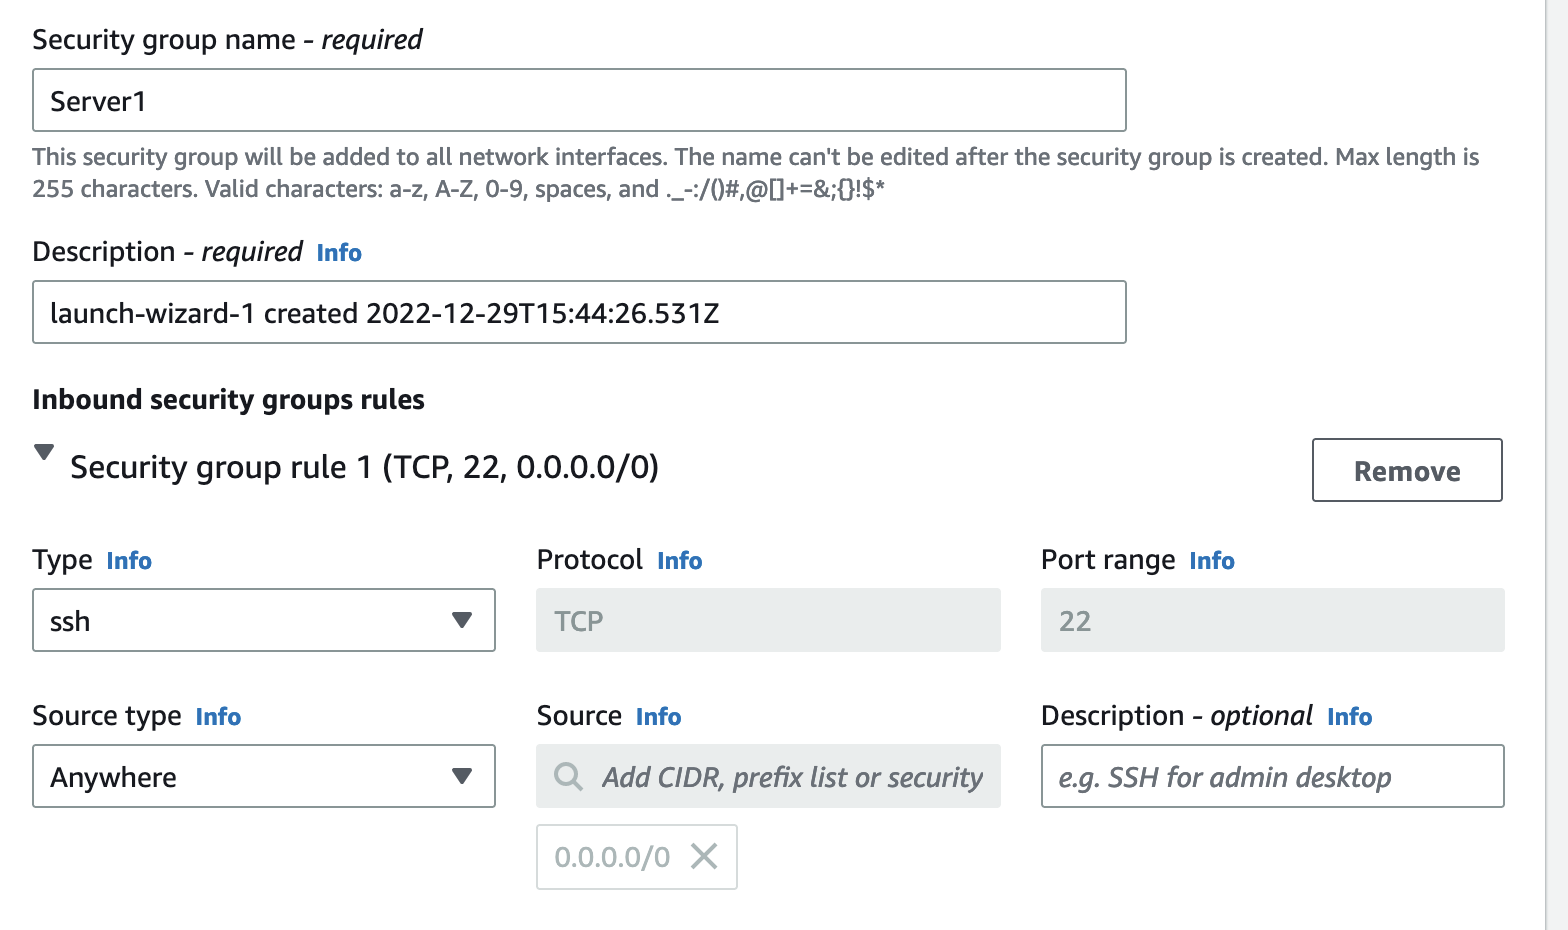 Security group name - required
Server1
This security group will be added to all network interfaces. The name can't be edited after the security group is created. Max length is
255 characters. Valid characters: a-z, A-Z, 0-9, spaces, and ._-:/()#,@[]+=&;{}!$*
Description - required Info
launch-wizard-1 created 2022-12-29T15:44:26.531Z
Inbound security groups rules
Security group rule 1 (TCP, 22, 0.0.0.0/0)
Remove
Type Info
Protocol Info
Port range Info
ssh
TCP
22
Source type Info
Source Info
Description - optional Info
Anywhere
Add CIDR, prefix list or security
e.g. SSH for admin desktop
0.0.0.0/0